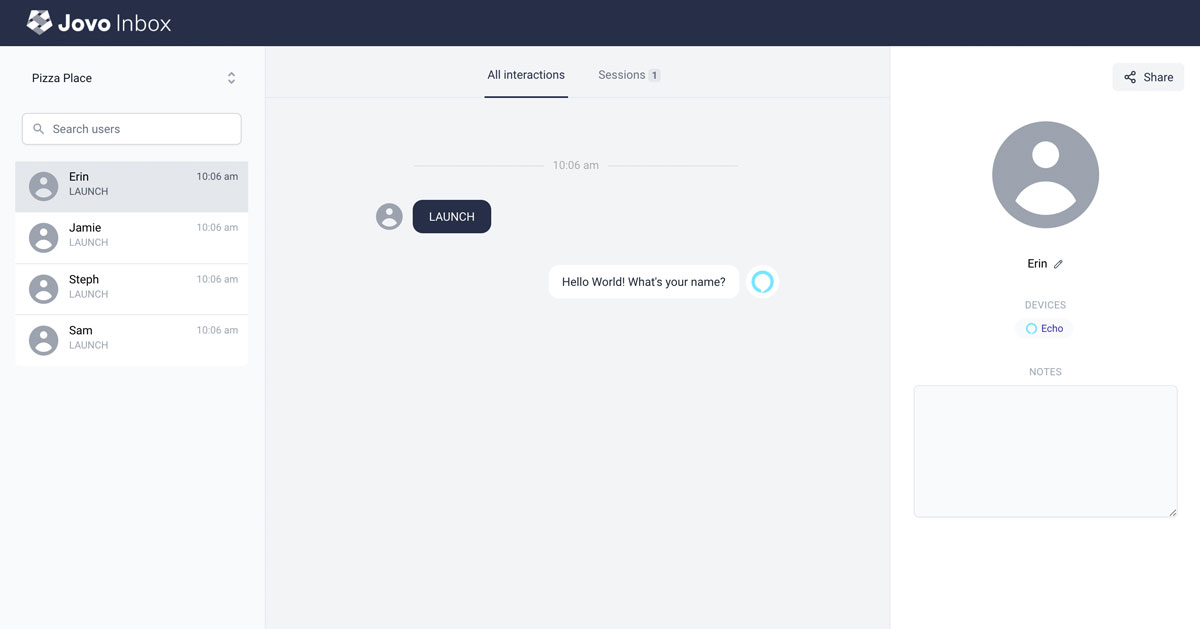 Jovo Inbox
Pizza Place
Search users
Erin 10:06 am
LAUNCH
Jamie 10:06 am
LAUNCH
Steph 10:06 am
LAUNCH
Sam 10:06 am
LAUNCH
All interactions Sessions 1
10:06 am
LAUNCH
Hello World! What's your name?
Share
Erin
DEVICES
Echo
NOTES